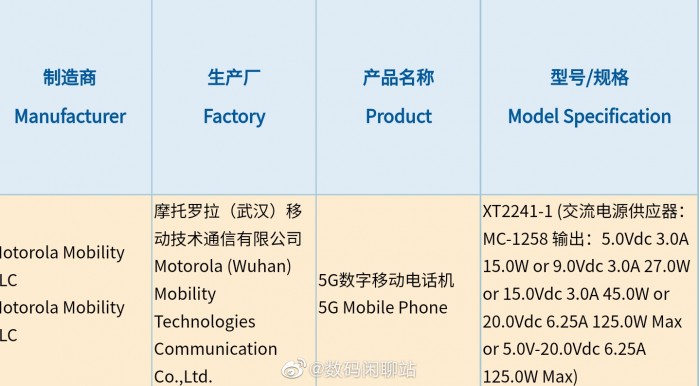 制造商
Manufacturer
生产厂
Factory
产品名称
Product
型号/规格
Model Specification
otorola Mobility
LC
otorola Mobility
LC
摩托罗拉（武汉）移
动技术通信有限公司
Motorola (Wuhan)
Mobility
Technologies
Communication
Co.,Ltd.
5G数字移动电话机
5G Mobile Phone
XT2241-1 (交流电源供应器：
MC-1258 输出：5.0Vdc 3.0A
15.0W or 9.0Vdc 3.0A 27.0W
or 15.0Vdc 3.0A 45.0W or
20.0Vdc 6.25A 125.0W Max
or 5.0V-20.0Vdc 6.25A
125.0W Max)
@数码闲聊站